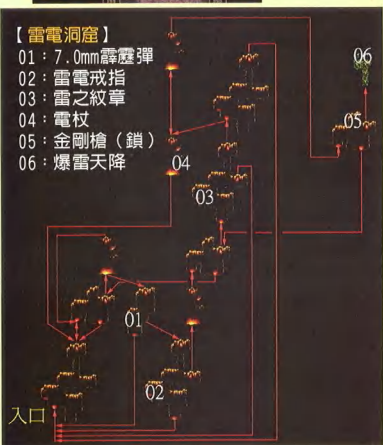 【雷電洞窟】
01：7.0mm霹靂彈
02：雷電戒指
03：雷之紋章
04：電杖
05：金剛槍（鎖）
06：爆雷天降
06
05
04
03
01
02
入口